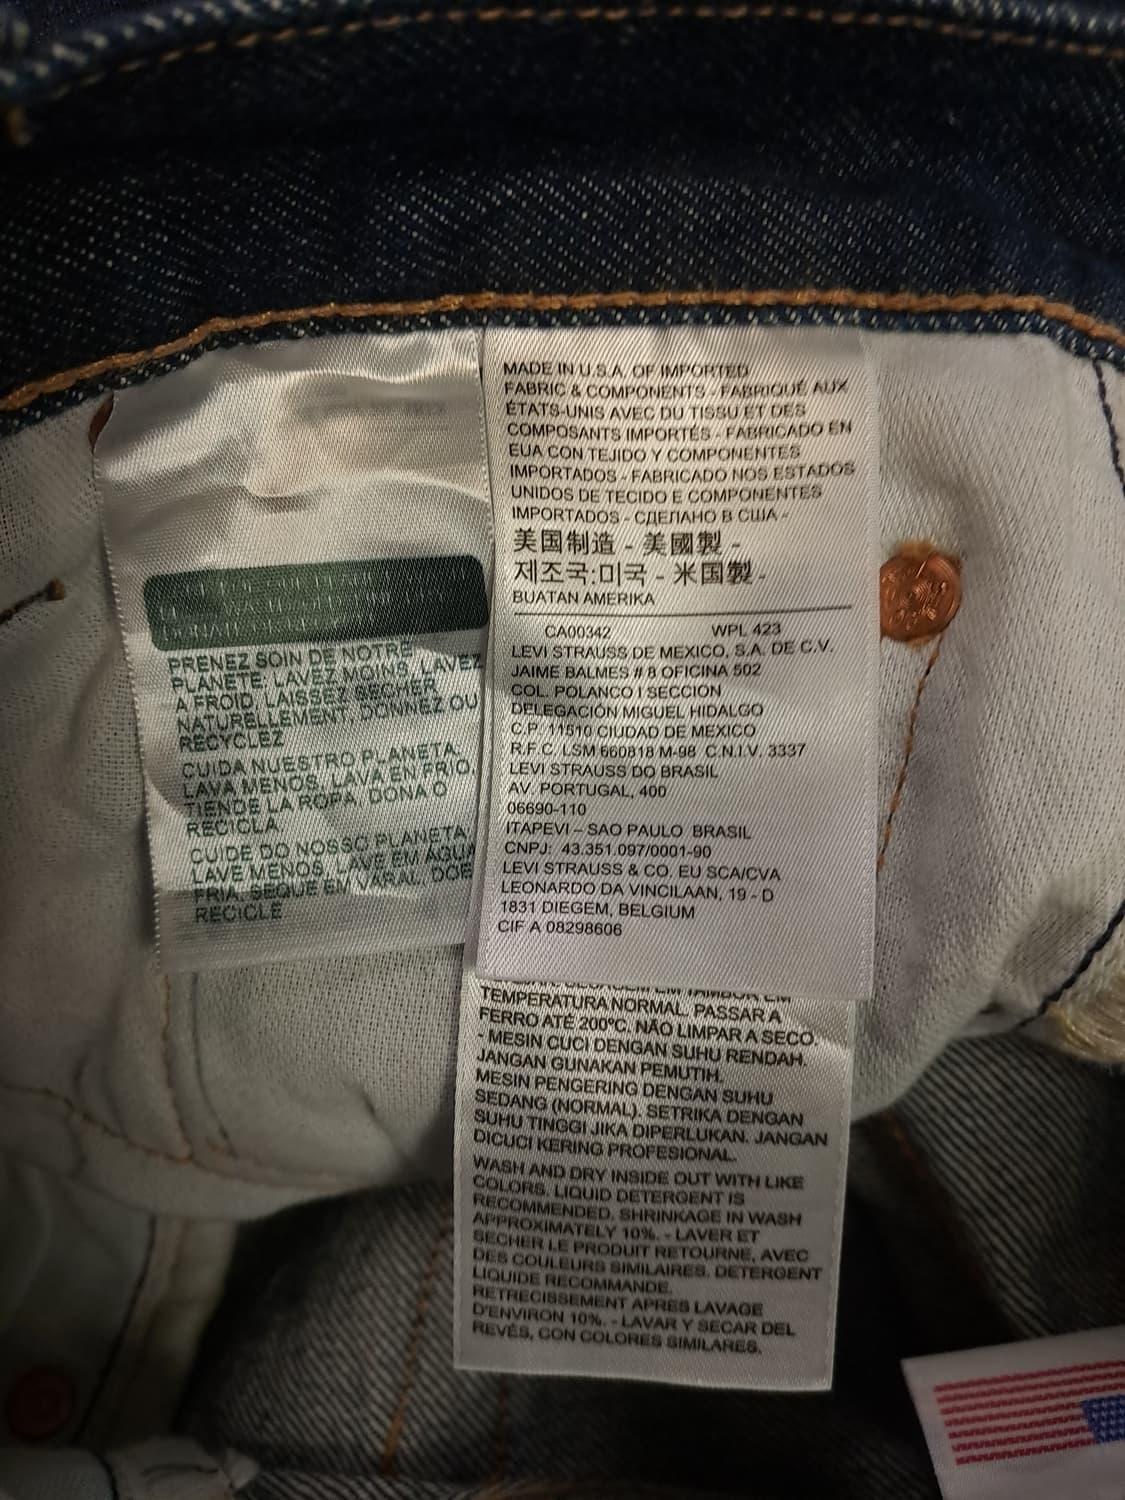 PRENEZ SOIN DE NOTRE
PLANÈTE: LAVEZ MOINS, LAVEZ
A FROID, LAISSEZ SECHER
NATURELLEMENT, DONNEZ OU
RECYCLEZ
CUIDA NUESTRO PLANETA.
LAVA MENOS, LAVA EN FRÍO,
TIENDE LA ROPA, DONA O
RECICLA.
CUIDE DO NOSSO PLANETA
LAVE MENOS, LAVE EM ÁGUA
FRIA, SEQUE EM VARAL, DOE
RECICLE
MADE IN U.S.A. OF IMPORTED
FABRIC & COMPONENTS - FABRIQUÉ AUX
ÉTATS-UNIS AVEC DU TISSU ET DES
COMPOSANTS IMPORTÉS - FABRICADO EN
EUA CON TEJIDO Y COMPONENTES
IMPORTADOS - FABRICADO NOS ESTADOS
UNIDOS DE TECIDO E COMPONENTES
IMPORTADOS - СДЕЛАНО В США -
美国制造 - 美國製 -
제조국:미국 - 米国製 -
BUATAN AMERIKA
CA00342 WPL 423
LEVI STRAUSS DE MEXICO, S.A. DE C.V.
JAIME BALMES # 8 OFICINA 502
COL. POLANCO I SECCION
DELEGACIÓN MIGUEL HIDALGO
C.P. 11510 CIUDAD DE MEXICO
R.F.C. LSM 660818 M-98 C.N.I.V. 3337
LEVI STRAUSS DO BRASIL
AV. PORTUGAL, 400
06690-110
ITAPEVI – SAO PAULO BRASIL
CNPJ: 43.351.097/0001-90
LEVI STRAUSS & CO. EU SCA/CVA
LEONARDO DA VINCILAAN, 19 - D
1831 DIEGEM, BELGIUM
CIF A 08298606
TEMPERATURA NORMAL. PASSAR A
FERRO ATÉ 200ºC. NÃO LIMPAR A SECO.
- MESIN CUCI DENGAN SUHU RENDAH.
JANGAN GUNAKAN PEMUTIH.
MESIN PENGERING DENGAN SUHU
SEDANG (NORMAL). SETRIKA DENGAN
SUHU TINGGI JIKA DIPERLUKAN. JANGAN
DICUCI KERING PROFESIONAL.
WASH AND DRY INSIDE OUT WITH LIKE
COLORS. LIQUID DETERGENT IS
RECOMMENDED. SHRINKAGE IN WASH
APPROXIMATELY 10%. - LAVER ET
SECHER LE PRODUIT RETOURNE, AVEC
DES COULEURS SIMILAIRES. DETERGENT
LIQUIDE RECOMMANDE.
RETRECISSEMENT APRES LAVAGE
D'ENVIRON 10%. - LAVAR Y SECAR DEL
REVÉS, CON COLORES SIMILARES.